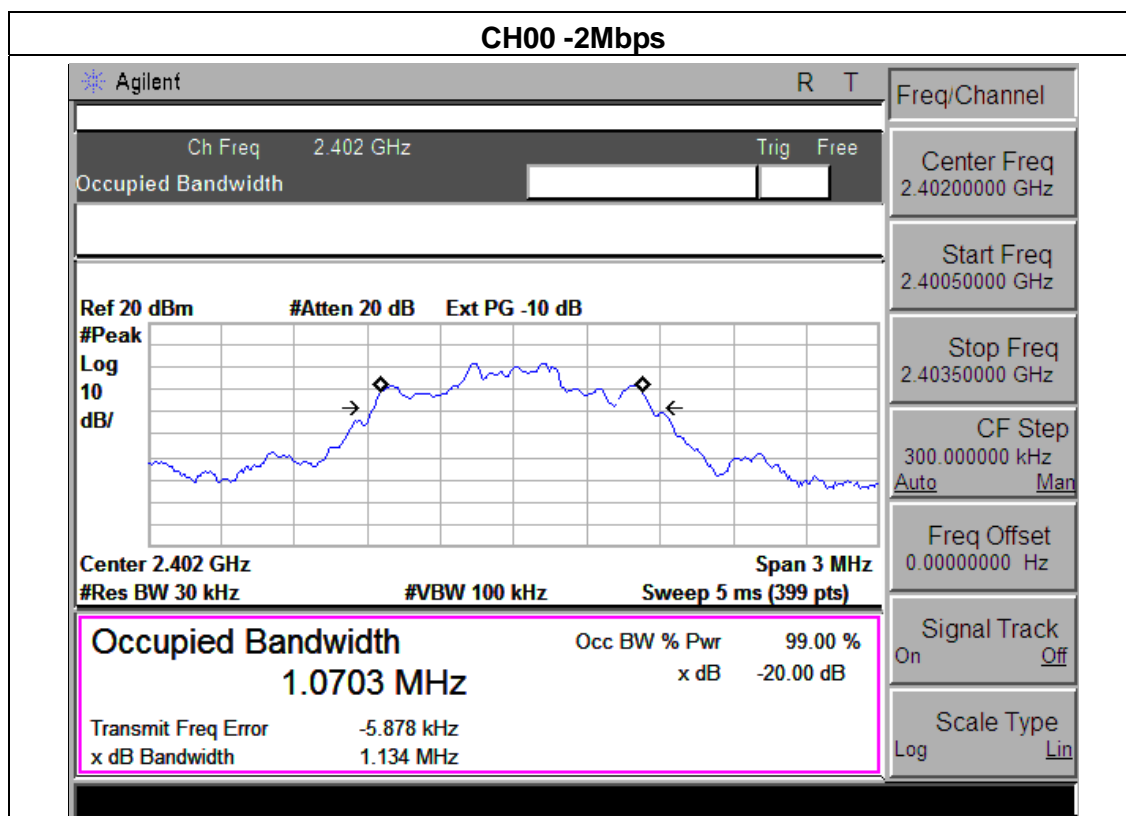 CH00 -2Mbps
Agilent R T
Ch Freq 2.402 GHz Trig Free
Occupied Bandwidth
Ref 20 dBm #Atten 20 dB Ext PG -10 dB
#Peak
Log
10
dB/
Center 2.402 GHz Span 3 MHz
#Res BW 30 kHz #VBW 100 kHz Sweep 5 ms (399 pts)
Occupied Bandwidth Occ BW % Pwr 99.00 %
1.0703 MHz x dB -20.00 dB
Transmit Freq Error -5.878 kHz
x dB Bandwidth 1.134 MHz
Freq/Channel
Center Freq
2.40200000 GHz
Start Freq
2.40050000 GHz
Stop Freq
2.40350000 GHz
CF Step
300.000000 kHz
Auto Man
Freq Offset
0.00000000 Hz
Signal Track
On Off
Scale Type
Log Lin